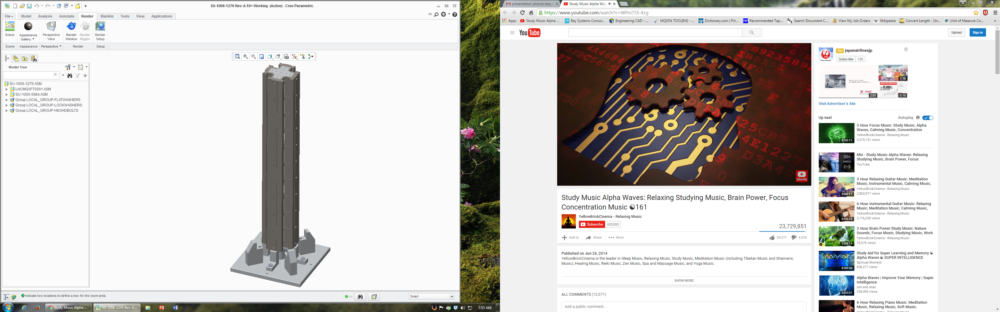 SU-1006-1276 Rev: A.10+ Working (Active) - Creo Parametric
File
Model
Analysis
Annotate
Render
Manikin
Tools
View
Applications
Scene
Appearance
Gallery
Perspective
View
Render
Window
Render
Region
Render
Setup
Scene
Appearance
Perspective
Render
Setup
Model Tree
SU-1006-1276.ASM
LHCMQXFT0201.ASM
SU-1005-5984.ASM
Group LOCAL_GROUP-FLATWASHERS
Group LOCAL_GROUP-LOCKWASHERS
Group LOCAL_GROUP-HEXHDBOLTS
Indicate two locations to define a box for the zoom area.
Smart
Study Music Alpha ...
SU-1006-1276 Rev: A....
7:53 AM
presentation picture reque
Study Music Alpha Wav
https://www.youtube.com/watch?v=WPni755-Krg
Apps
Study Music Alpha ...
Bay Systems Consul...
Engineering CAD - ...
MQXFA TOOLING - ...
Dictionary.com | Fin...
Recommended Tap...
Search Document C...
View My Job Orders
Wikipedia
Convert Length - Un...
Unit of Measure Co...
»
YouTube
Upload
Sign in
Subscribe
Study Music Alpha Waves: Relaxing Studying Music, Brain Power, Focus
Concentration Music ☯161
YellowBrickCinema - Relaxing Music
Subscribe
623,053
23,729,851
Add to
Share
More
84,271
4,078
Published on Jun 26, 2014
YellowBrickCinema is the leader in Sleep Music, Relaxing Music, Study Music, Meditation Music (including Tibetan Music and Shamanic
Music), Healing Music, Reiki Music, Zen Music, Spa and Massage Music, and Yoga Music.
SHOW MORE
ALL COMMENTS (12,571)
Add a public comment...
Ad japanairlinesjp
Subscribe 13K
2:01
3:36
0:16
Visit Advertiser's Site
Up next
Autoplay
3 Hour Focus Music: Study Music, Alpha
Waves, Calming Music, Concentration
YellowBrickCinema - Relaxing Music
4,275,151 views
3:00:11
Mix - Study Music Alpha Waves: Relaxing
Studying Music, Brain Power, Focus
YouTube
50+
VIDEOS
3 Hour Relaxing Guitar Music: Meditation
Music, Instrumental Music, Calming Music,
YellowBrickCinema - Relaxing Music
2,860,571 views
3:00:11
6 Hour Instrumental Guitar Music: Relaxing
Music, Meditation Music, Calming Music,
YellowBrickCinema - Relaxing Music
2,176,250 views
6:00:22
3 Hour Brain Power Study Music: Nature
Sounds, Focus Music, Studying Music, Work
YellowBrickCinema - Relaxing Music
33,575 views
3:00:11
Study Aid for Super Learning and Memory ☯
Alpha Waves ☯ SUPER INTELLIGENCE
Spiritual Moment
606,217 views
8:00:50
Alpha Waves | Improve Your Memory | Super
Intelligence
zen and relax
358,496 views
3:03:01
6 Hour Relaxing Piano Music: Meditation
Music, Relaxing Music, Soft Music,